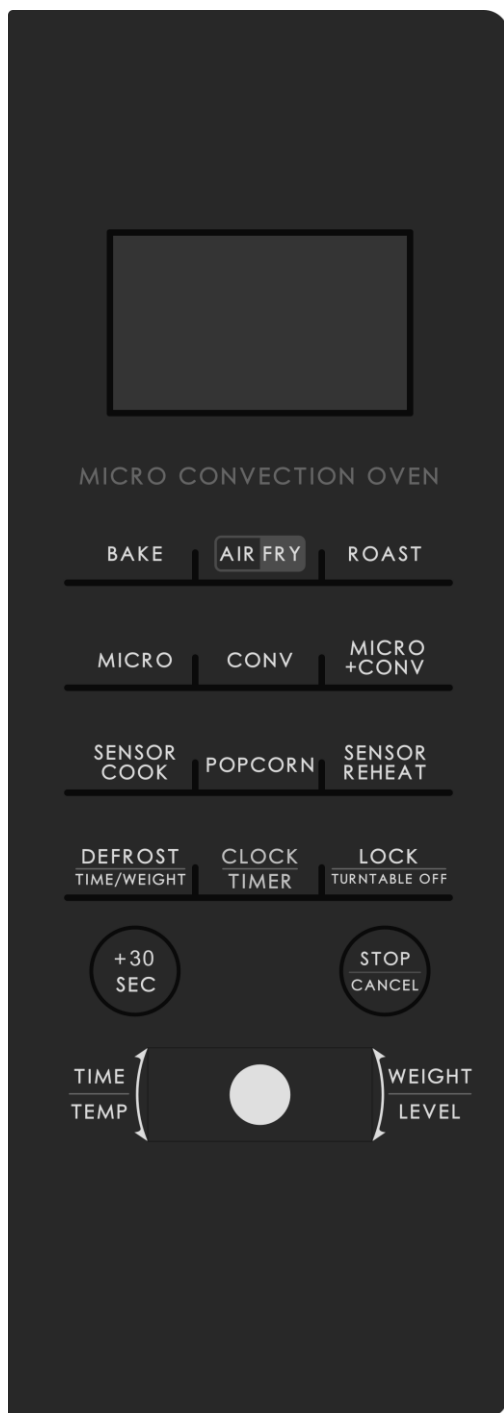 MICRO CONVECTION OVEN
BAKE
AIR FRY
ROAST
MICRO
CONV
MICRO
+CONV
SENSOR
COOK
POPCORN
SENSOR
REHEAT
DEFROST
TIME/WEIGHT
CLOCK
TIMER
LOCK
TURNTABLE OFF
+30
SEC
STOP
CANCEL
TIME
TEMP
WEIGHT
LEVEL